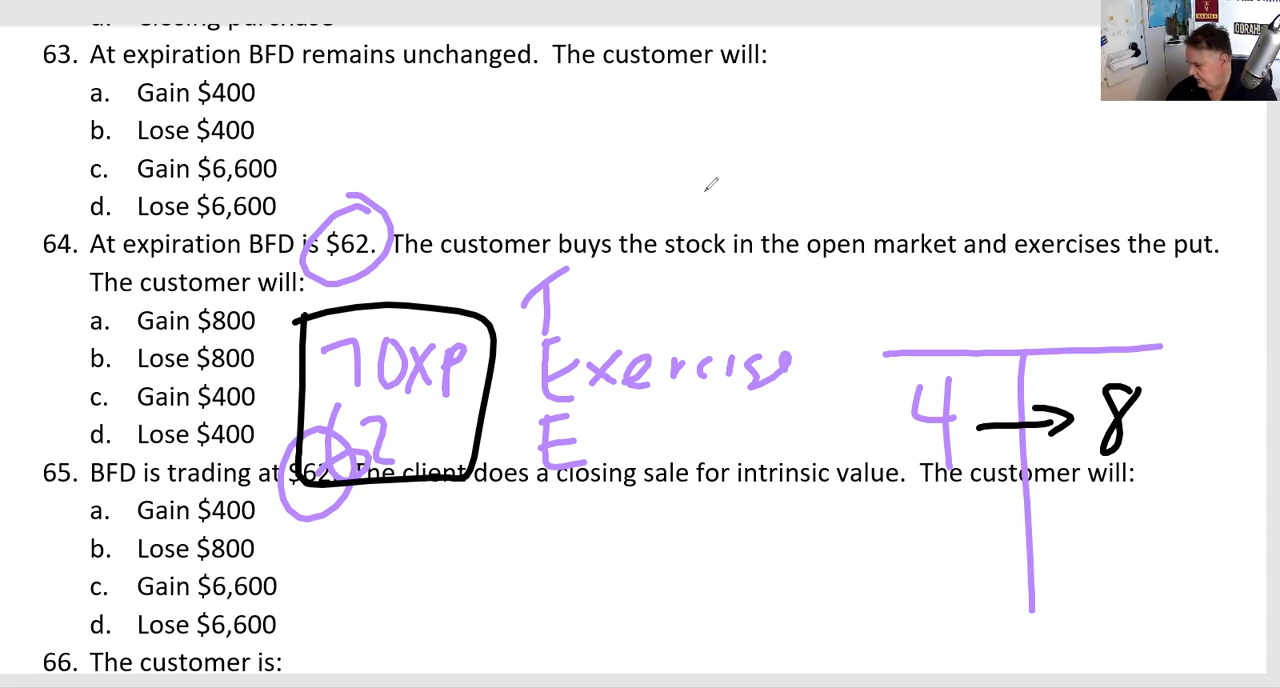 63. At expiration BFD remains unchanged. The customer will:
a. Gain $400
b. Lose $400
c. Gain $6,600
d. Lose $6,600
64. At expiration BFD is $62. The customer buys the stock in the open market and exercises the put.
The customer will:
a. Gain $800
b. Lose $800
c. Gain $400
d. Lose $400
70XP
62
T
Exercise
E
4 → 8
65. BFD is trading at $62. The client does a closing sale for intrinsic value. The customer will:
a. Gain $400
b. Lose $800
c. Gain $6,600
d. Lose $6,600
66. The customer is:
OORAH!